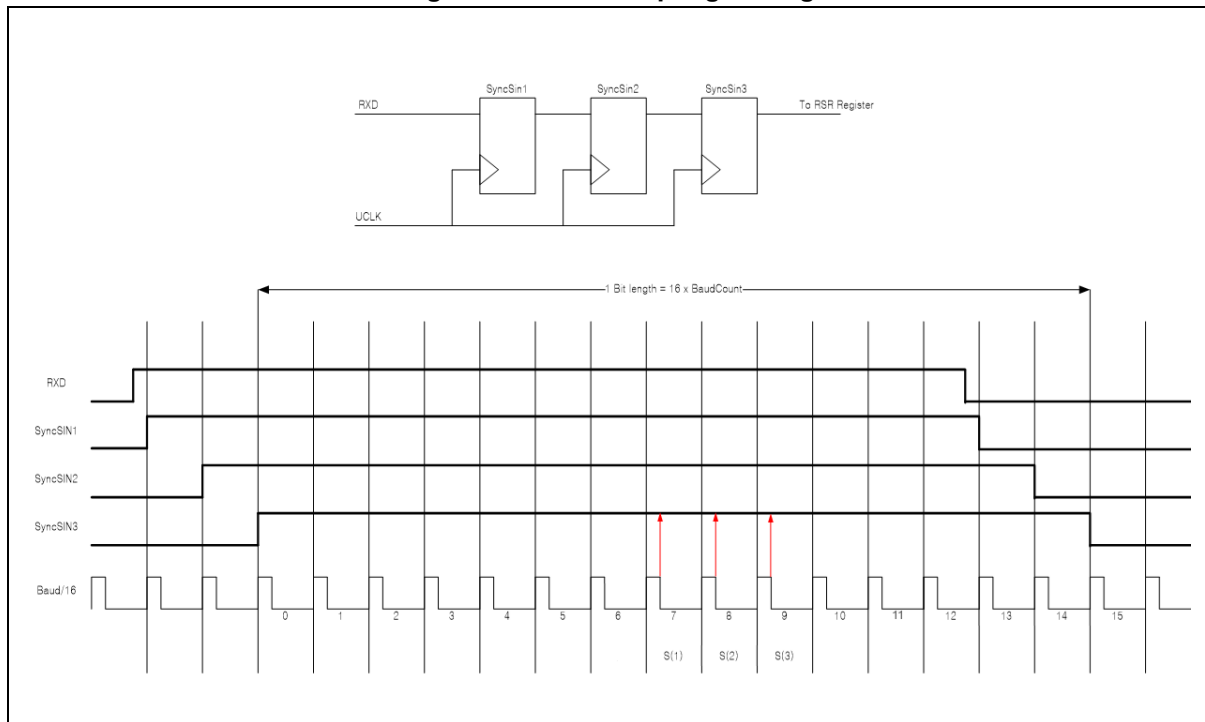 SyncSin1 SyncSin2 SyncSin3
RXD To RSR Register
UCLK
1 Bit length = 16 x BaudCount
RXD
SyncSIN1
SyncSIN2
SyncSIN3
Baud/16
0 1 2 3 4 5 6 7 8 9 10 11 12 13 14 15
S(1) S(2) S(3)